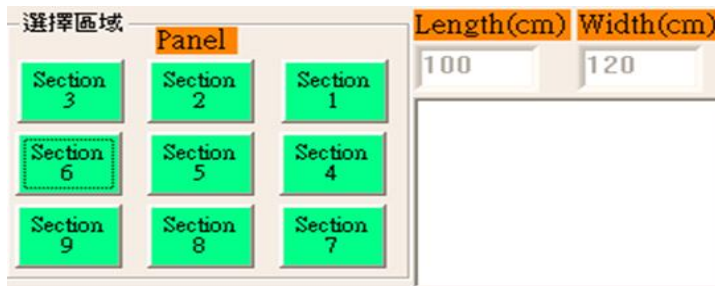 選擇區域
Panel
Length(cm) Width(cm)
100 120
Section
3
Section
2
Section
1
Section
6
Section
5
Section
4
Section
9
Section
8
Section
7